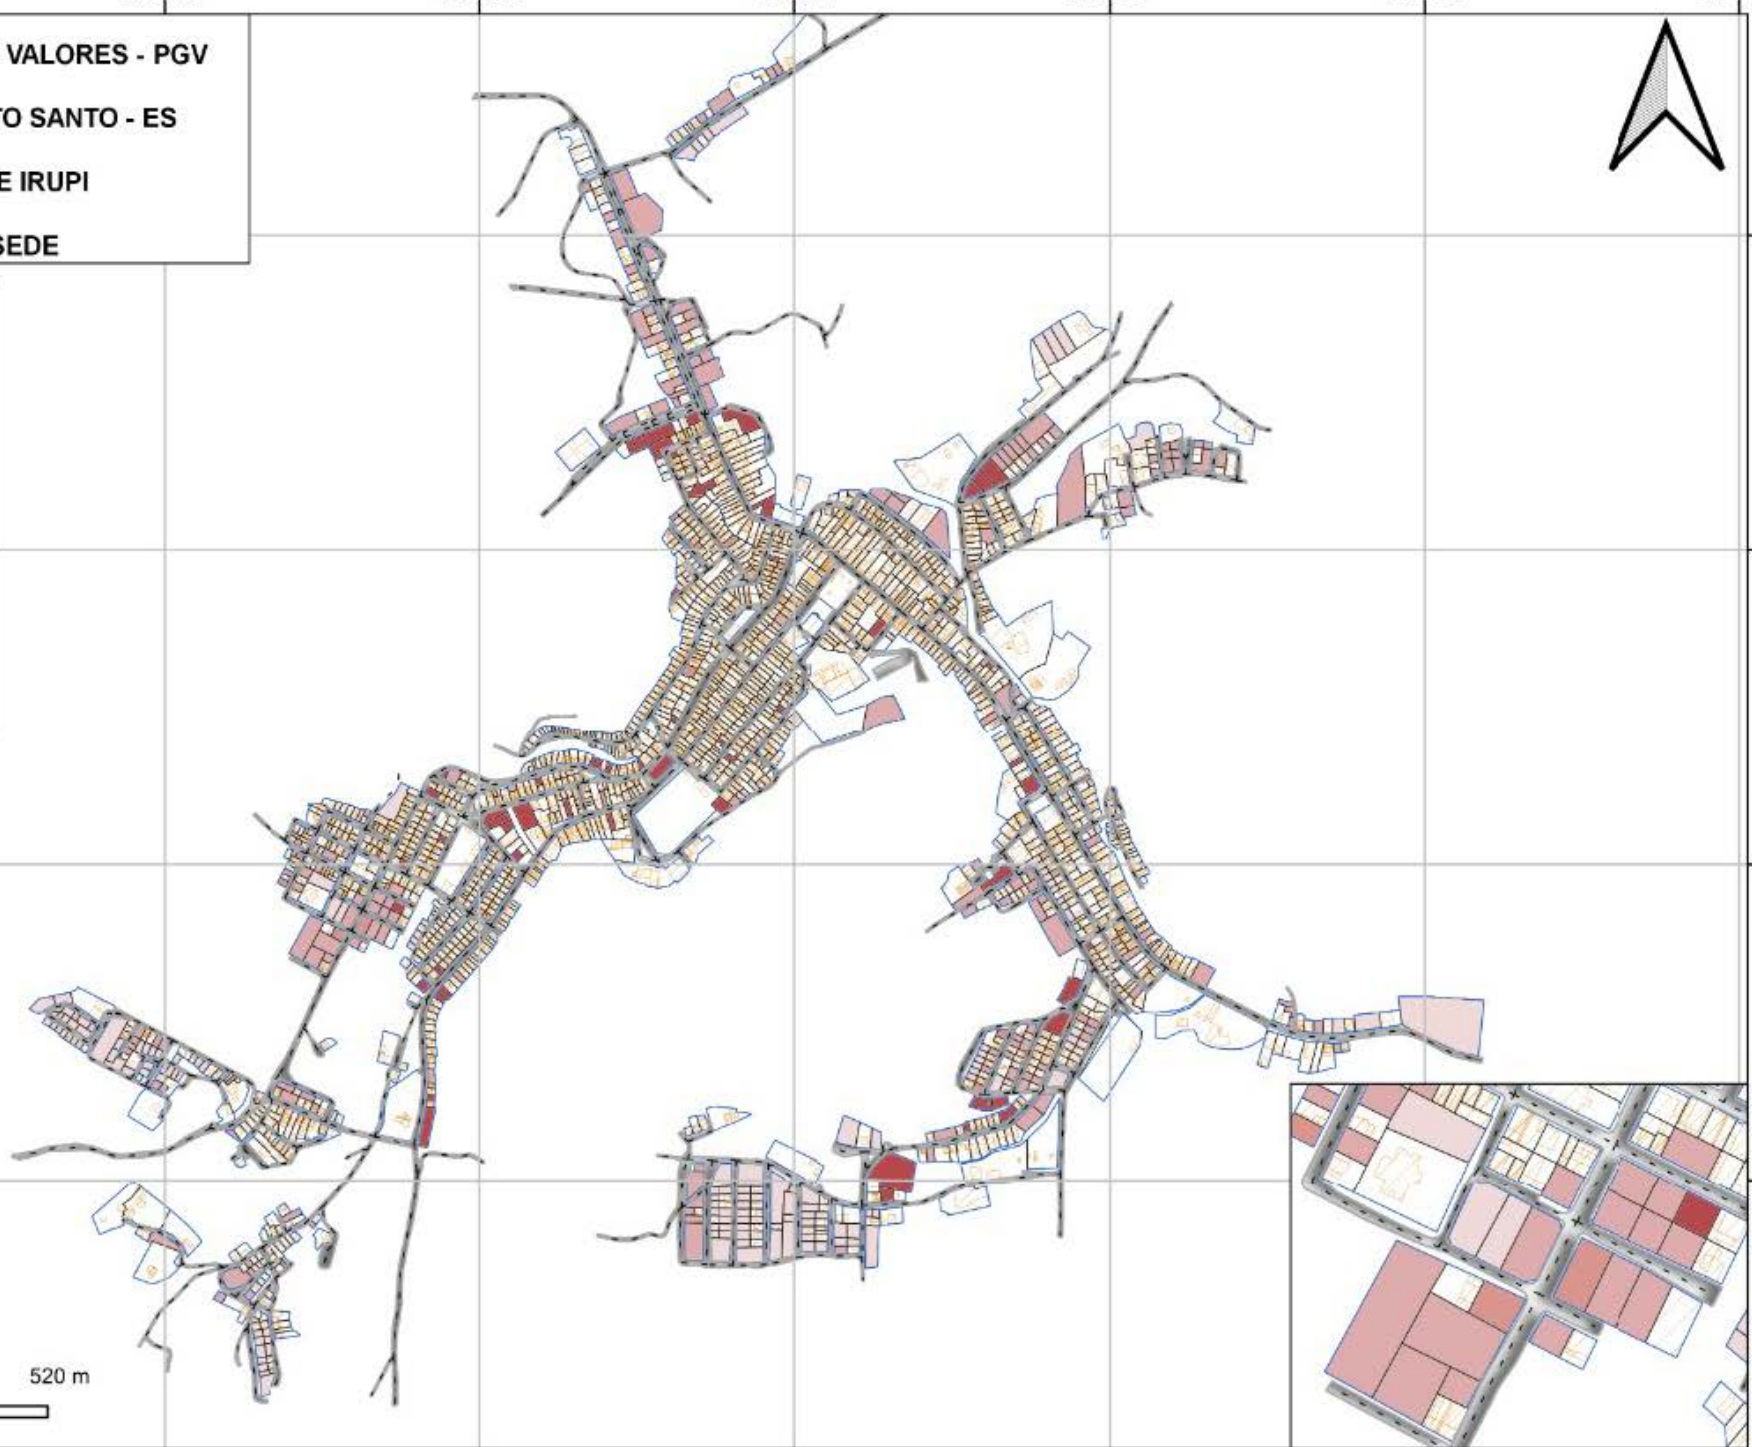 VALORES - PGV
TO SANTO - ES
E IRUPI
SEDE
520 m